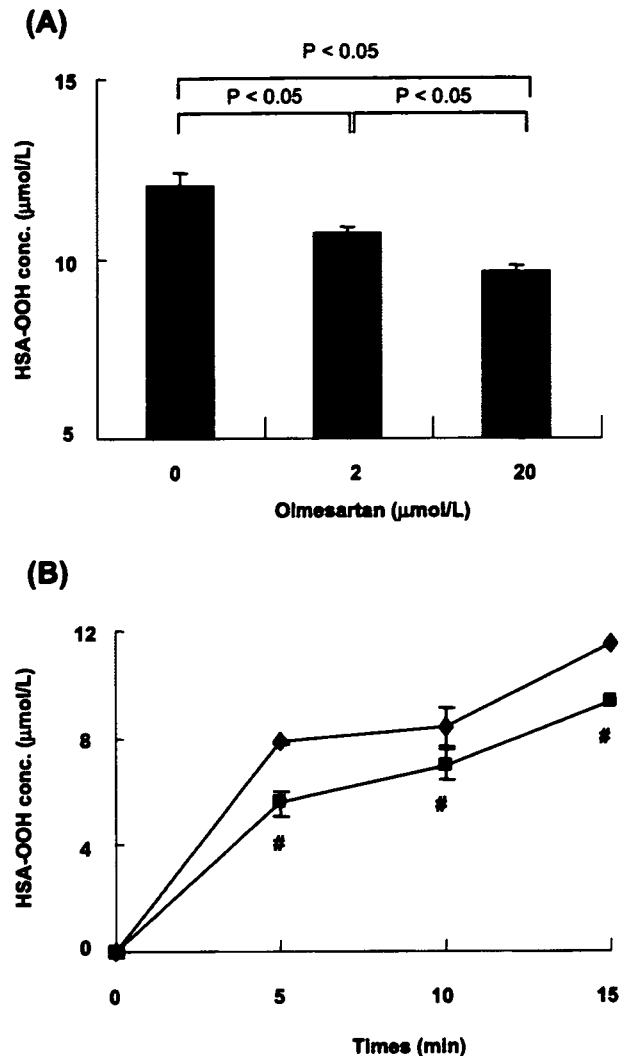 (A)
P < 0.05
P < 0.05 P < 0.05
15
10
5
HSA-OOH conc. (μmol/L)
0 2 20
Olmesartan (μmol/L)
(B)
12
8
4
0
HSA-OOH conc. (μmol/L)
# # #
0 5 10 15
Times (min)